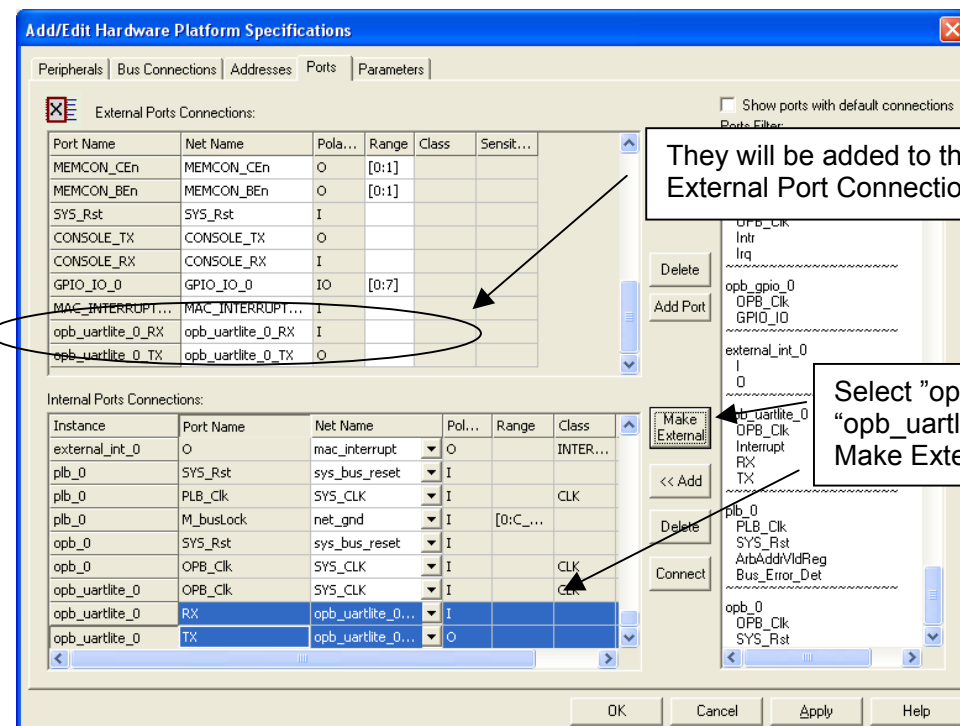 Add/Edit Hardware Platform Specifications
Peripherals Bus Connections Addresses Ports Parameters
External Ports Connections:
Show ports with default connections
Ports Filter:
Port Name Net Name Pola... Range Class Sensit...
MEMCON_CEn MEMCON_CEn O [0:1]
MEMCON_BEn MEMCON_BEn O [0:1]
SYS_Rst SYS_Rst I
CONSOLE_TX CONSOLE_TX O
CONSOLE_RX CONSOLE_RX I
GPIO_IO_0 GPIO_IO_0 IO [0:7]
MAC_INTERRUPT... MAC_INTERRUPT... I
opb_uartlite_0_RX opb_uartlite_0_RX I
opb_uartlite_0_TX opb_uartlite_0_TX O
They will be added to th
External Port Connectio
Delete
Add Port
OPB_Clk
Intr
Irq
~~~~~~~~~~~~~~~~~~~~~~
opb_gpio_0
OPB_Clk
GPIO_IO
~~~~~~~~~~~~~~~~~~~~~~
external_int_0
I
O
~~~~~~~~~~~~~~~~~~~~~~
opb_uartlite_0
OPB_Clk
Interrupt
RX
TX
~~~~~~~~~~~~~~~~~~~~~~
plb_0
PLB_Clk
SYS_Rst
ArbAddrVldReg
Bus_Error_Det
~~~~~~~~~~~~~~~~~~~~~~
opb_0
OPB_Clk
SYS_Rst
Select "op
"opb_uartl
Make Exte
Internal Ports Connections:
Instance Port Name Net Name Pol... Range Class
external_int_0 O mac_interrupt O INTER...
plb_0 SYS_Rst sys_bus_reset I
plb_0 PLB_Clk SYS_CLK I CLK
plb_0 M_busLock net_gnd I [0:C_...
opb_0 SYS_Rst sys_bus_reset I
opb_0 OPB_Clk SYS_CLK I CLK
opb_uartlite_0 OPB_Clk SYS_CLK I CLK
opb_uartlite_0 RX opb_uartlite_0... I
opb_uartlite_0 TX opb_uartlite_0... O
Make
External
<< Add
Delete
Connect
OK Cancel Apply Help